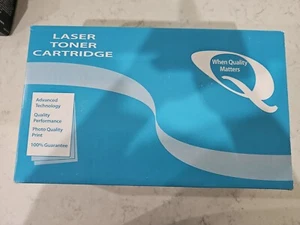 LASER
TONER
CARTRIDGE
When Quality
Matters
Advanced
Technology
Quality
Performance
Photo Quality
Print
100% Guarantee